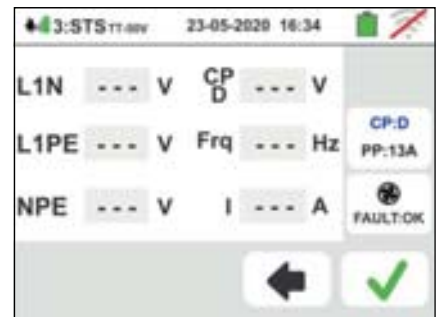 3:STS TT-50V 23-05-2020 16:34
L1N - - - V CP D - - - V
L1PE - - - V Frq - - - Hz
NPE - - - V I - - - A
CP:D
PP:13A
FAULT:OK